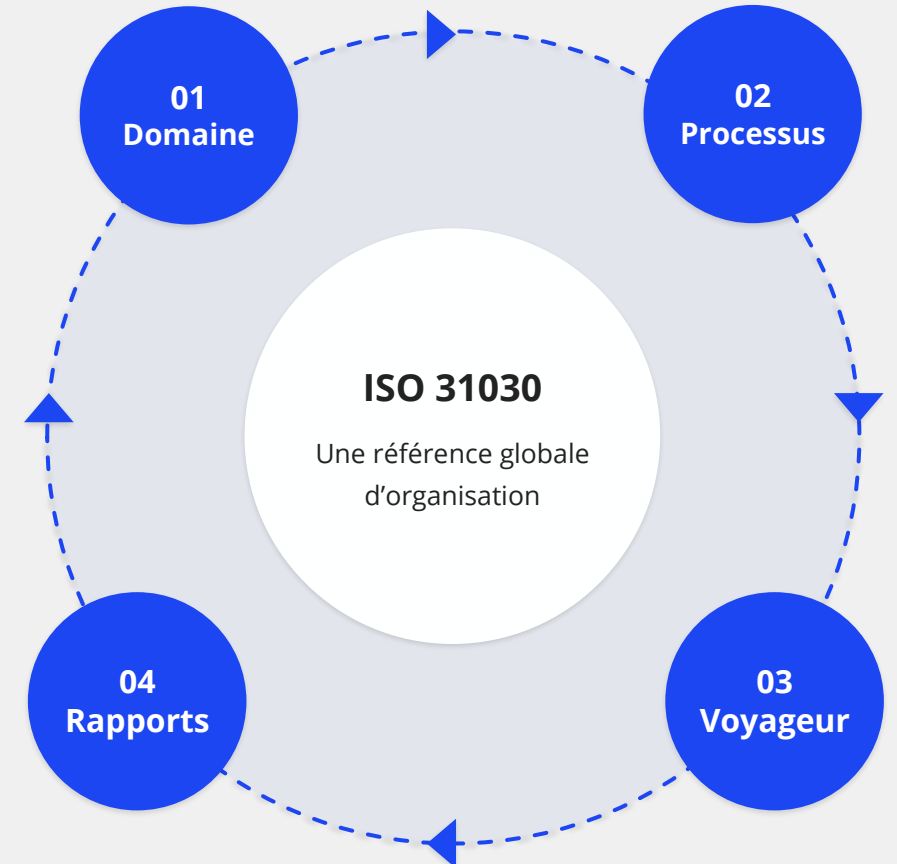 01
Domaine
02
Processus
ISO 31030
Une référence globale
d’organisation
04
Rapports
03
Voyageur